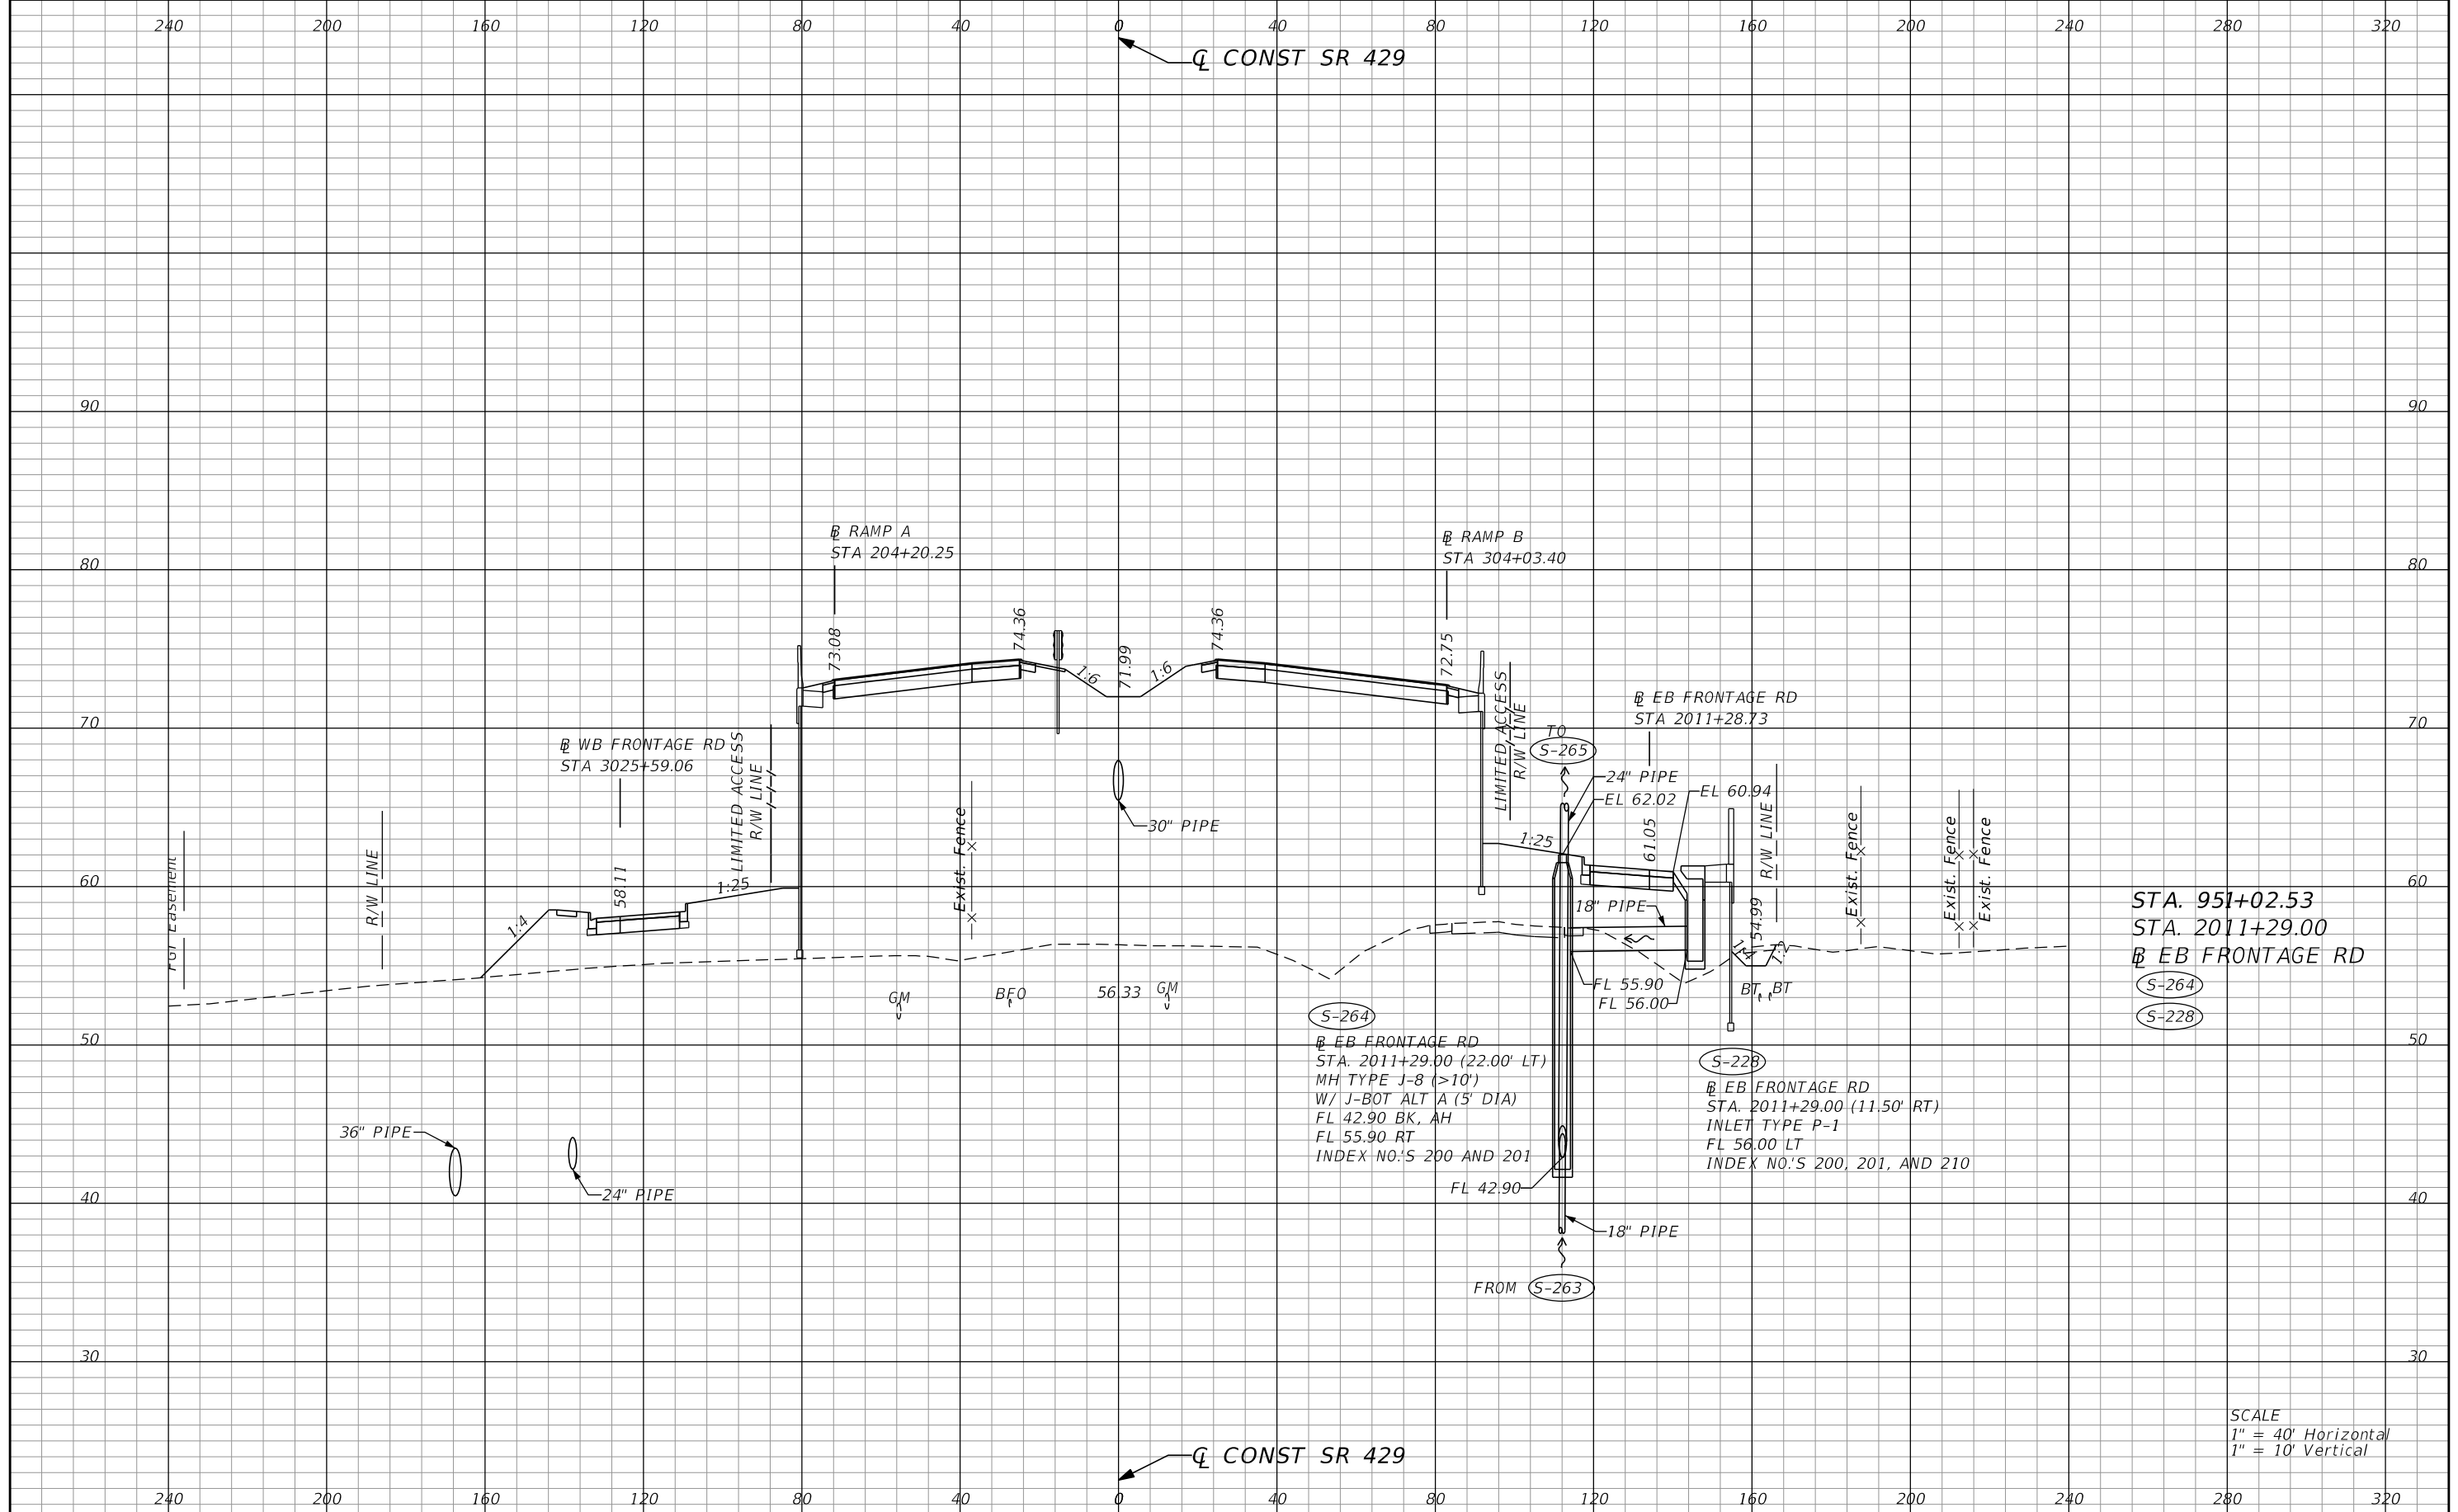 240 200 160 120 80 40 0 40 80 120 160 200 240 280 320
℄ CONST SR 429
90 90
80 80
70 70
60 60
50 50
40 40
30 30
B̲L RAMP A
STA 204+20.25
B̲L RAMP B
STA 304+03.40
73.08
74.36
71.99
74.36
72.75
1:6
1:6
B̲L WB FRONTAGE RD
STA 3025+59.06
LIMITED ACCESS
R/W LINE
LIMITED ACCESS
R/W LINE
B̲L EB FRONTAGE RD
STA 2011+28.73
TO
S-265
24" PIPE
EL 62.02
EL 60.94
30" PIPE
FGT Easement
R/W LINE
1:4
58.11
1:25
Exist. Fence
1:25
61.05
R/W LINE
Exist. Fence
Exist. Fence
Exist. Fence
18" PIPE
54.99
1:4
1:2
STA. 951+02.53
STA. 2011+29.00
B̲L EB FRONTAGE RD
S-264
S-228
GM
BFO
56.33
GM
FL 55.90
FL 56.00
BT
BT
S-264
B̲L EB FRONTAGE RD
STA. 2011+29.00 (22.00' LT)
MH TYPE J-8 (>10')
W/ J-BOT ALT A (5' DIA)
FL 42.90 BK, AH
FL 55.90 RT
INDEX NO.'S 200 AND 201
S-228
B̲L EB FRONTAGE RD
STA. 2011+29.00 (11.50' RT)
INLET TYPE P-1
FL 56.00 LT
INDEX NO.'S 200, 201, AND 210
36" PIPE
24" PIPE
FL 42.90
18" PIPE
FROM S-263
SCALE
1" = 40' Horizontal
1" = 10' Vertical
℄ CONST SR 429
240 200 160 120 80 40 0 40 80 120 160 200 240 280 320